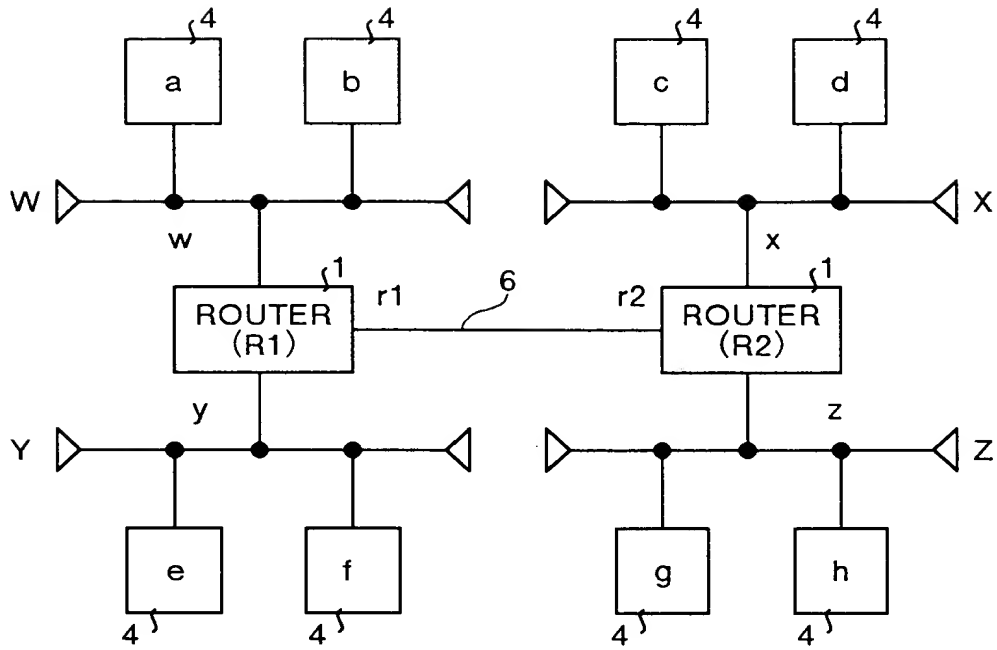 4 4 4 4
a b c d
W X
w x
1 1
r1 6 r2
ROUTER ROUTER
(R1) (R2)
y z
Y Z
e f g h
4 4 4 4